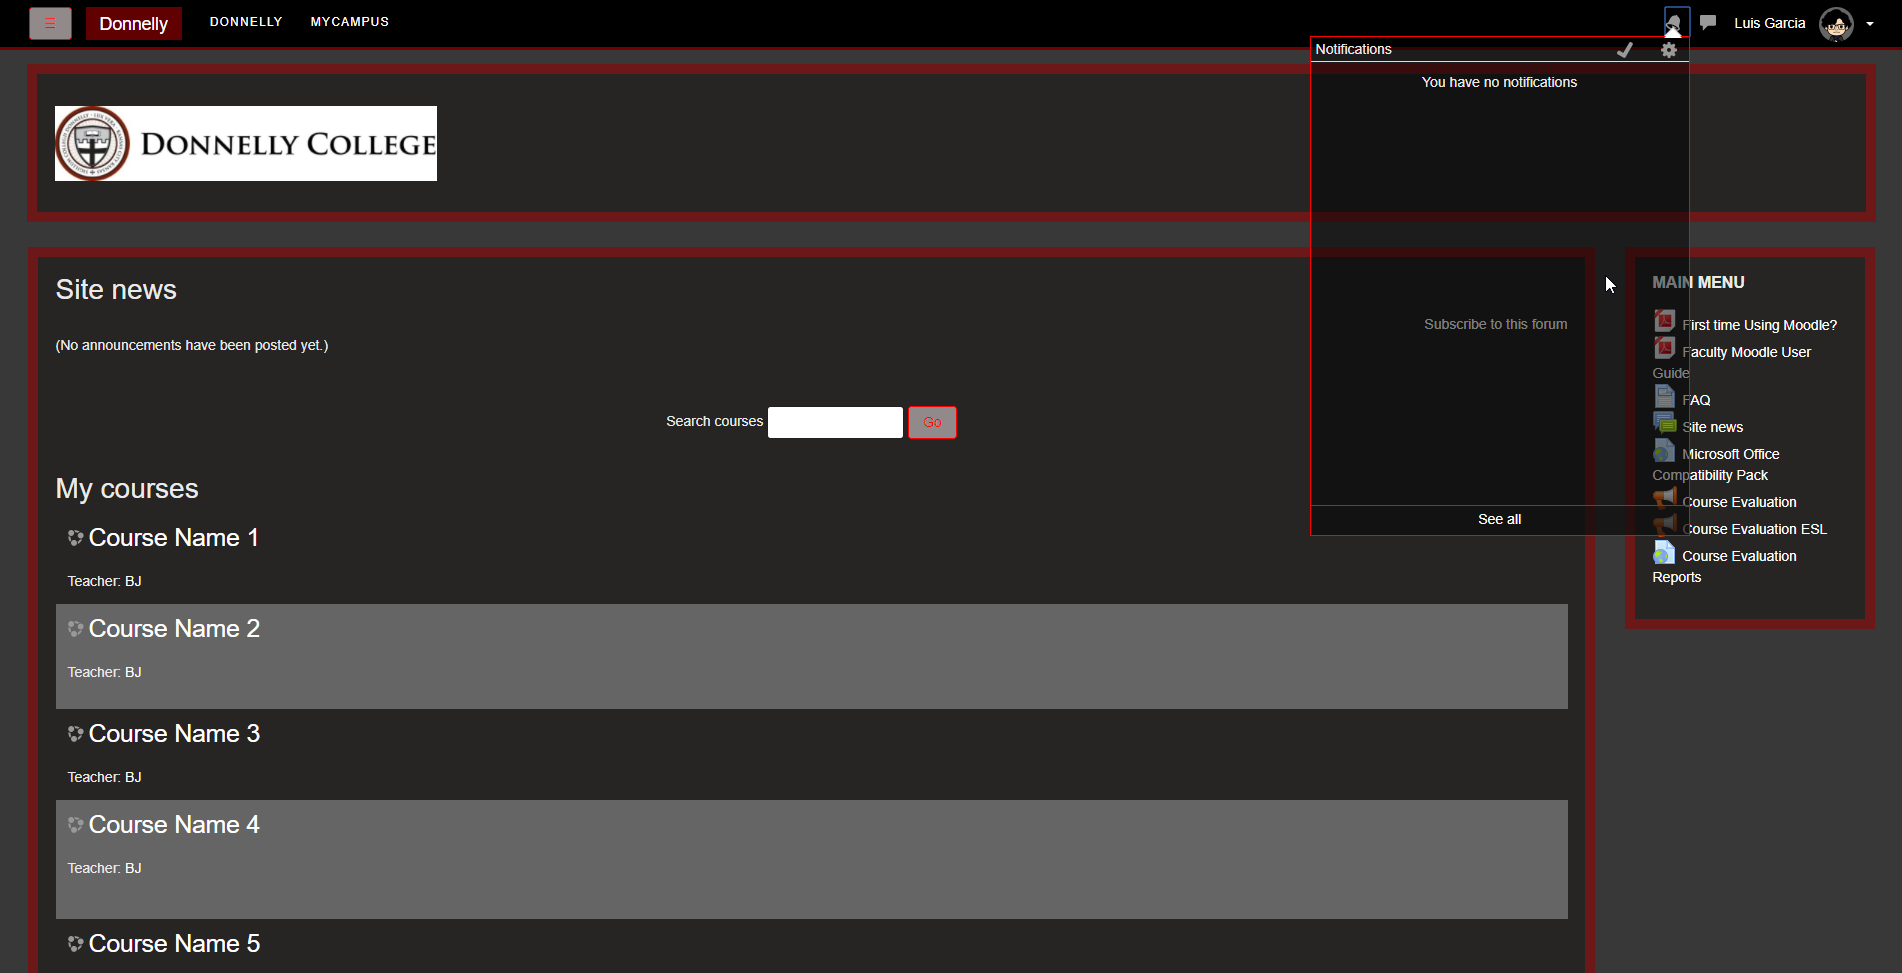 Donnelly
DONNELLY
MYCAMPUS
Luis Garcia
Notifications
You have no notifications
See all
DONNELLY COLLEGE
Site news
(No announcements have been posted yet.)
Subscribe to this forum
Search courses
Go
My courses
Course Name 1
Teacher: BJ
Course Name 2
Teacher: BJ
Course Name 3
Teacher: BJ
Course Name 4
Teacher: BJ
Course Name 5
MAIN MENU
First time Using Moodle?
Faculty Moodle User
Guide
FAQ
Site news
Microsoft Office
Compatibility Pack
Course Evaluation
Course Evaluation ESL
Course Evaluation
Reports